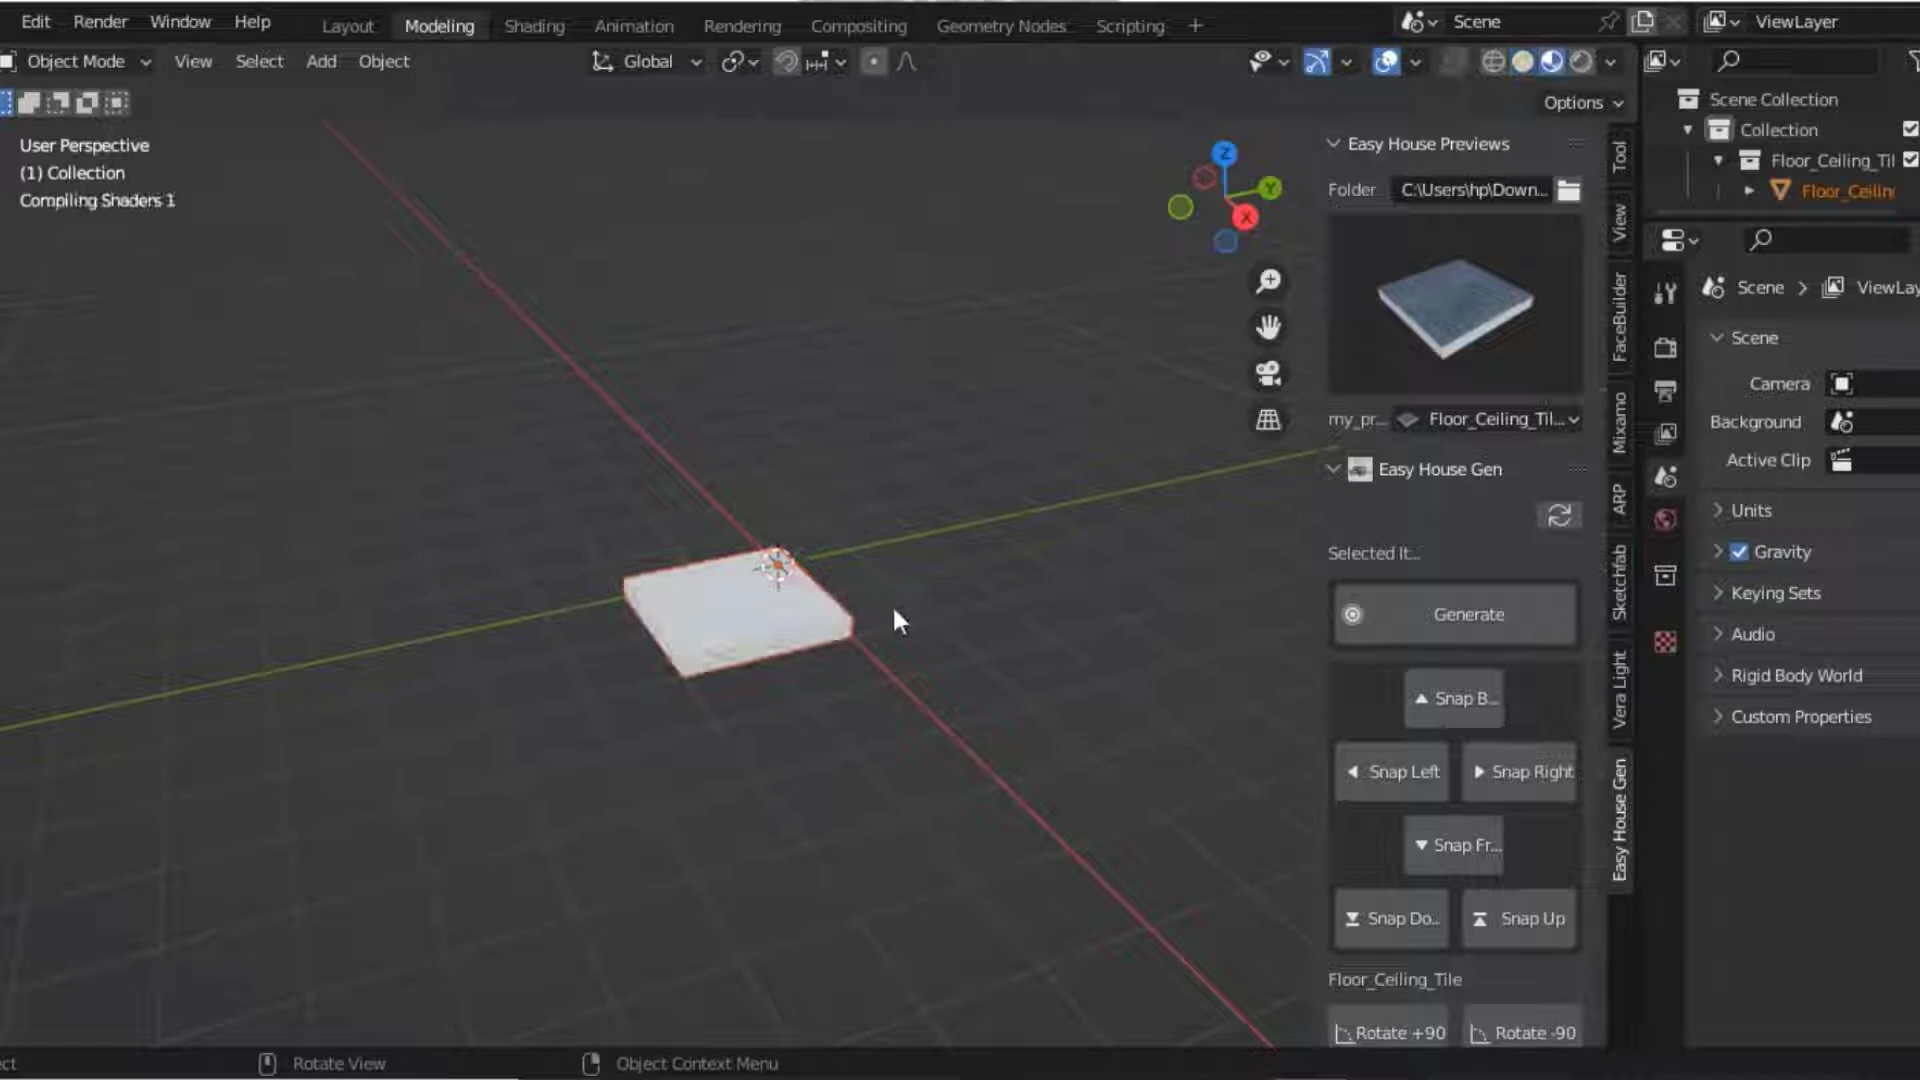 Edit Render Window Help Layout Modeling Shading Animation Rendering Compositing Geometry Nodes Scripting + Scene ViewLayer
Object Mode View Select Add Object Global
Options
User Perspective
(1) Collection
Compiling Shaders 1
Z
Y
X
Easy House Previews
Folder C:\Users\hp\Down...
my_pr... Floor_Ceiling_Til...
Easy House Gen
Selected It...
Generate
Snap B...
Snap Left Snap Right
Snap Fr...
Snap Do... Snap Up
Floor_Ceiling_Tile
Rotate +90 Rotate -90
Tool
View
FaceBuilder
Mixamo
ARP
Sketchfab
Vera Light
Easy House Gen
Scene Collection
Collection
Floor_Ceiling_Til
Floor_Ceilin
Scene > ViewLay
Scene
Camera
Background
Active Clip
Units
Gravity
Keying Sets
Audio
Rigid Body World
Custom Properties
ct Rotate View Object Context Menu